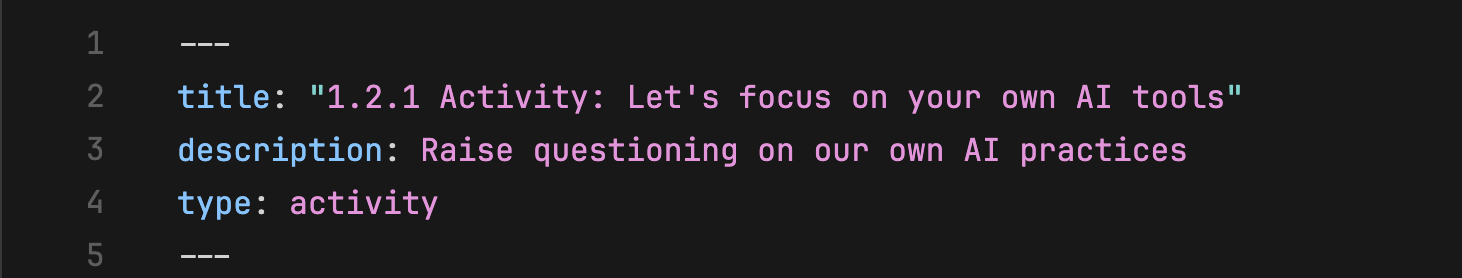 1 ---
2 title: "1.2.1 Activity: Let's focus on your own AI tools"
3 description: Raise questioning on our own AI practices
4 type: activity
5 ---